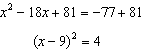 x² − 18x + 81 = −77 + 81
(x − 9)² = 4